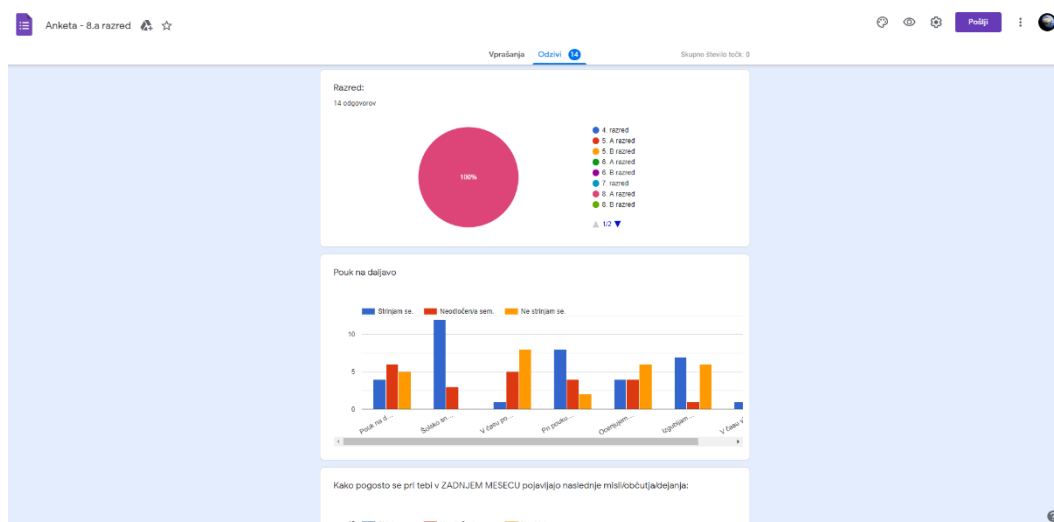 Anketa - 8.a razred
Pošlji
Vprašanja Odzivi 14 Skupno število točk: 0
Razred:
14 odgovorov
100%
4. razred
5. A razred
5. B razred
6. A razred
6. B razred
7. razred
8. A razred
8. B razred
1/2
Pouk na daljavo
Strinjam se. Neodločen/a sem. Ne strinjam se.
10
5
0
Pouk na d... Šolsko sn... V času po... Pri pouku... Ocenjujem... Izgubljam... V času v
Kako pogosto se pri tebi v ZADNJEM MESECU pojavljajo naslednje misli/občutja/dejanja: